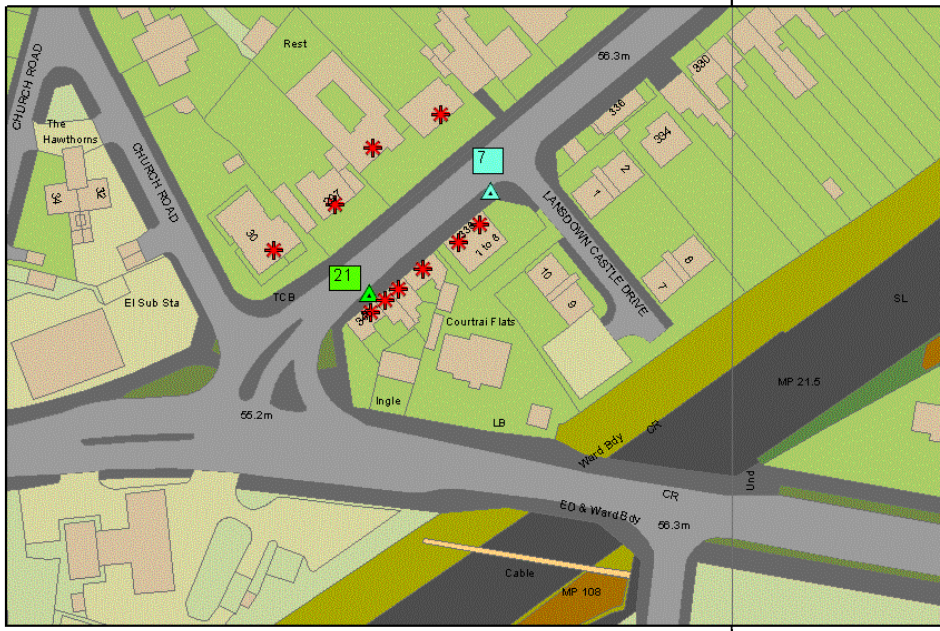 Rest
56.3m
CHURCH ROAD
The
Hawthorns
CHURCH ROAD
34
32
30
7
336
330
334
2
1
LANSDOWN CASTLE DRIVE
1 to 6
21
TCB
El Sub Sta
10
9
8
7
SL
Courtrai Flats
MP 21.5
Ingle
55.2m
LB
Ward Bdy
CR
Und
CR
ED & Ward Bdy
56.3m
Cable
MP 108